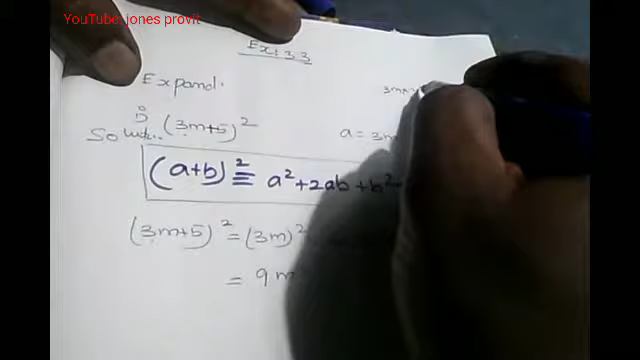 YouTube: jones provit
Ex: 3.3
Expand.
i) (3m+5)²
Soluti..
a = 3m
(a+b)² ≡ a² + 2ab + b²
(3m+5)² = (3m)²
= 9m